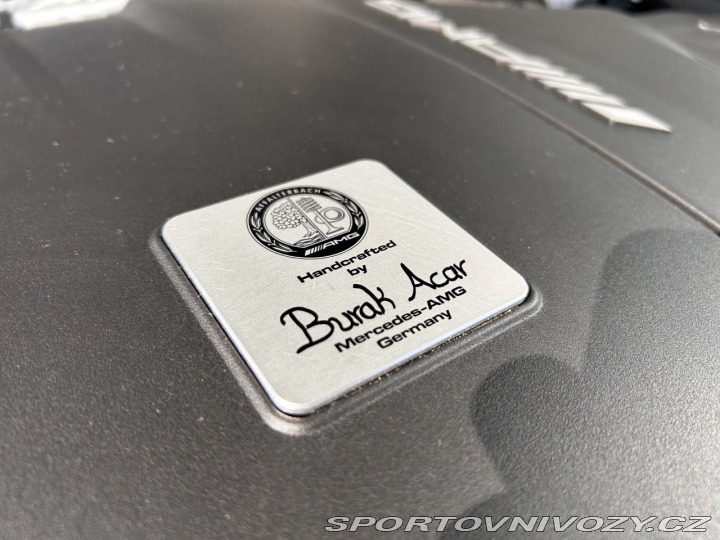 AFFALTERBACH
AMG
Handcrafted
by
Burak Acar
Mercedes-AMG
Germany
SPORTOVNIVOZY.CZ